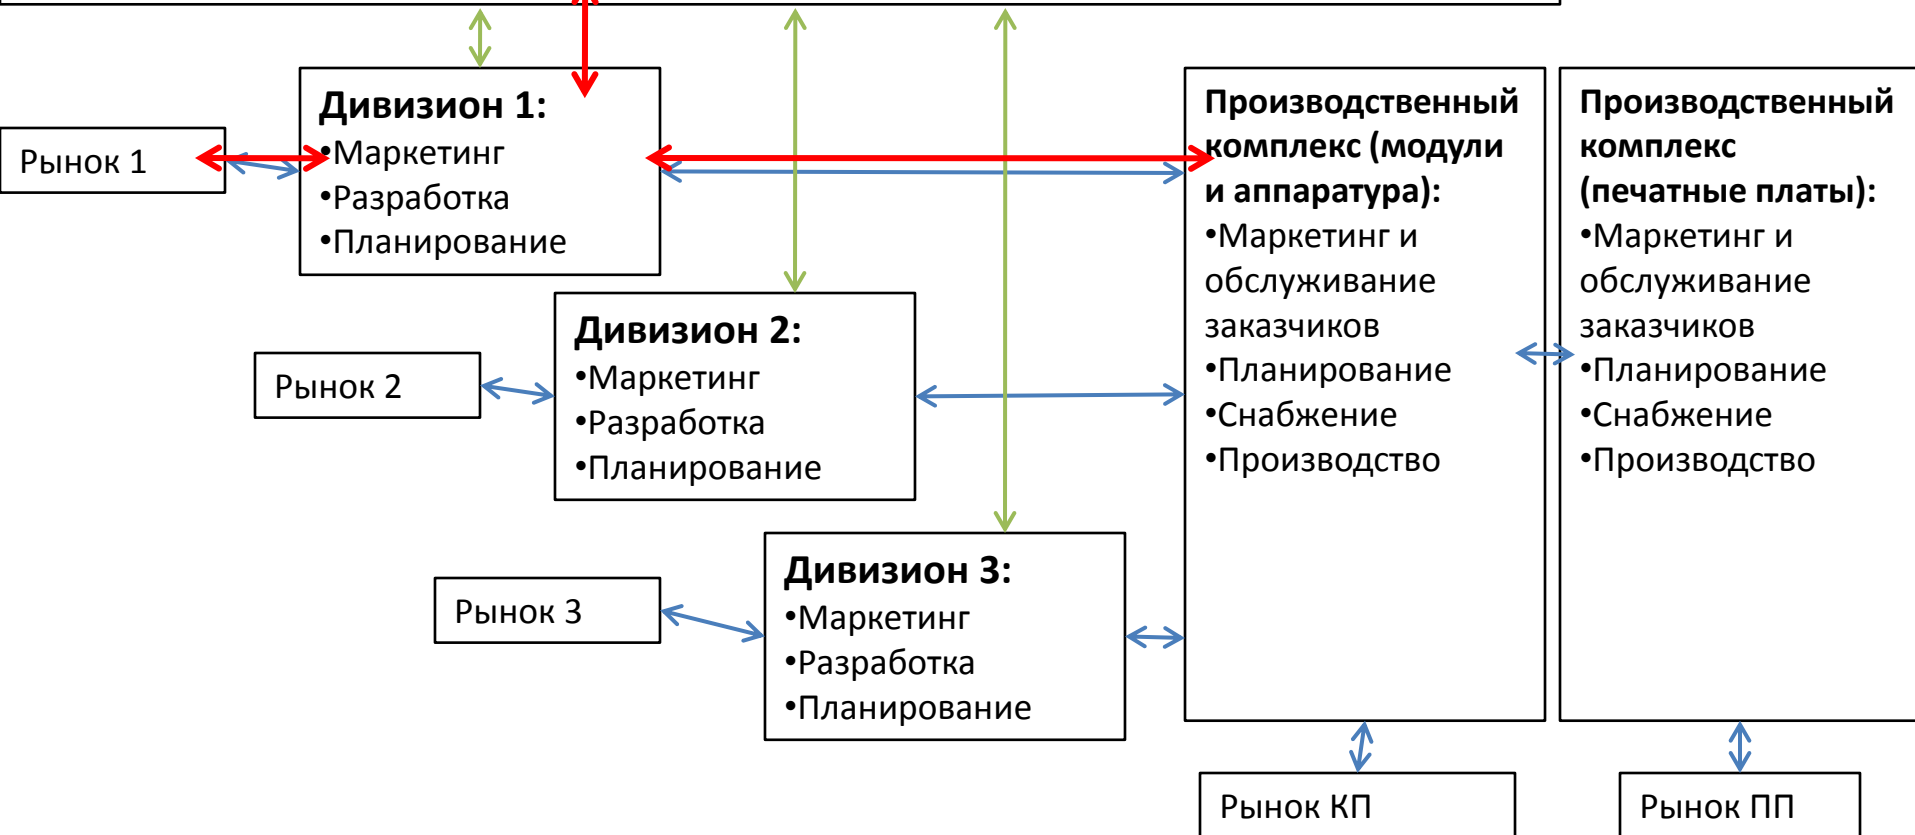 Рынок 1
Дивизион 1:
•Маркетинг
•Разработка
•Планирование
Рынок 2
Дивизион 2:
•Маркетинг
•Разработка
•Планирование
Рынок 3
Дивизион 3:
•Маркетинг
•Разработка
•Планирование
Производственный
комплекс (модули
и аппаратура):
•Маркетинг и
обслуживание
заказчиков
•Планирование
•Снабжение
•Производство
Производственный
комплекс
(печатные платы):
•Маркетинг и
обслуживание
заказчиков
•Планирование
•Снабжение
•Производство
Рынок КП
Рынок ПП